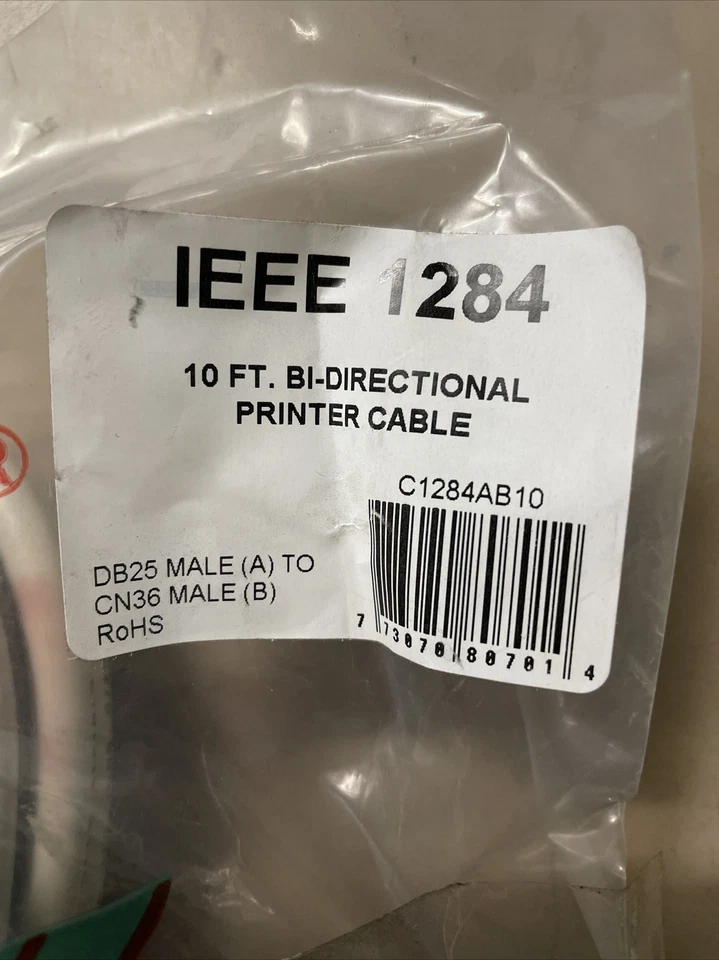 IEEE 1284
10 FT. BI-DIRECTIONAL
PRINTER CABLE
C1284AB10
DB25 MALE (A) TO
CN36 MALE (B)
RoHS
7 73070 80701 4
®